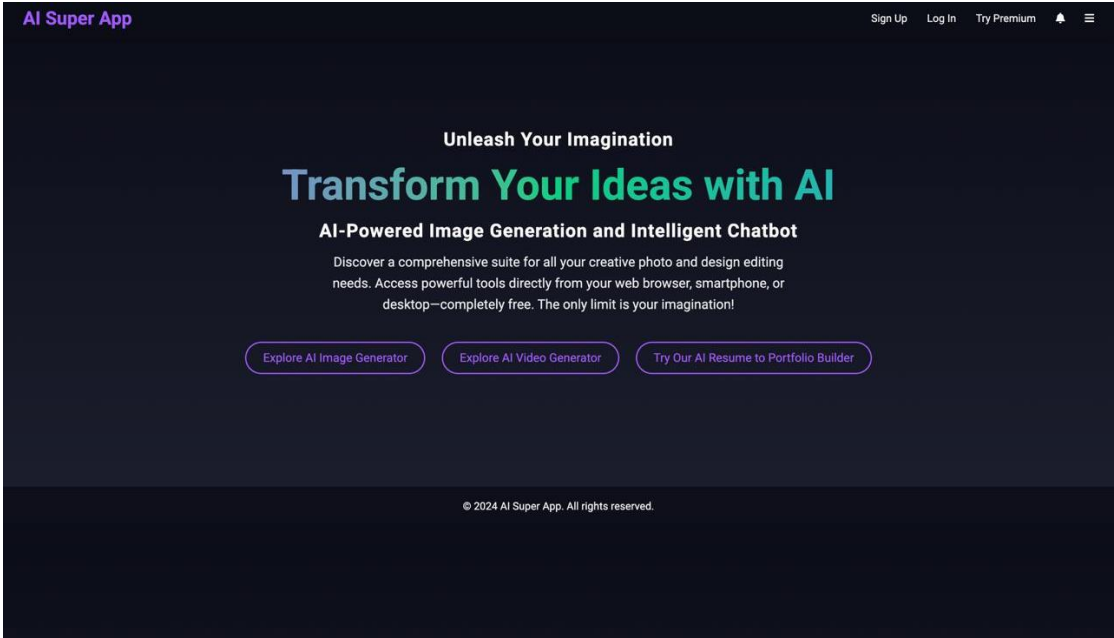 AI Super App
Sign Up
Log In
Try Premium
Unleash Your Imagination
Transform Your Ideas with AI
AI-Powered Image Generation and Intelligent Chatbot
Discover a comprehensive suite for all your creative photo and design editing
needs. Access powerful tools directly from your web browser, smartphone, or
desktop—completely free. The only limit is your imagination!
Explore AI Image Generator
Explore AI Video Generator
Try Our AI Resume to Portfolio Builder
© 2024 AI Super App. All rights reserved.